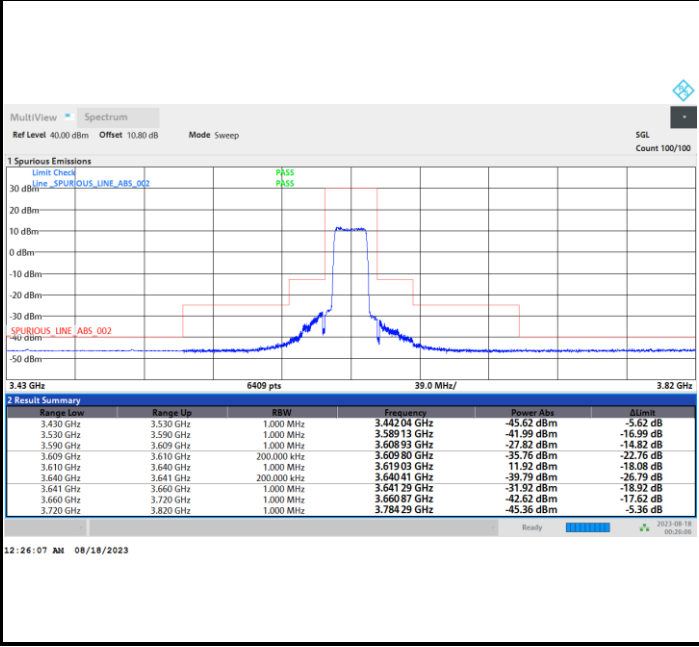 MultiView Spectrum
Ref Level 40.00 dBm Offset 10.80 dB Mode Sweep SGL
Count 100/100
1 Spurious Emissions
Limit Check PASS
Line _SPURIOUS_LINE_ABS_002 PASS
30 dBm
20 dBm
10 dBm
0 dBm
-10 dBm
-20 dBm
-30 dBm
SPURIOUS_LINE_ABS_002
-40 dBm
-50 dBm
3.43 GHz 6409 pts 39.0 MHz/ 3.82 GHz
2 Result Summary
Range Low Range Up RBW Frequency Power Abs ΔLimit
3.430 GHz 3.530 GHz 1.000 MHz 3.442 04 GHz -45.62 dBm -5.62 dB
3.530 GHz 3.590 GHz 1.000 MHz 3.589 13 GHz -41.99 dBm -16.99 dB
3.590 GHz 3.609 GHz 1.000 MHz 3.608 93 GHz -27.82 dBm -14.82 dB
3.609 GHz 3.610 GHz 200.000 kHz 3.609 80 GHz -35.76 dBm -22.76 dB
3.610 GHz 3.640 GHz 1.000 MHz 3.619 03 GHz 11.92 dBm -18.08 dB
3.640 GHz 3.641 GHz 200.000 kHz 3.640 41 GHz -39.79 dBm -26.79 dB
3.641 GHz 3.660 GHz 1.000 MHz 3.641 29 GHz -31.92 dBm -18.92 dB
3.660 GHz 3.720 GHz 1.000 MHz 3.660 87 GHz -42.62 dBm -17.62 dB
3.720 GHz 3.820 GHz 1.000 MHz 3.784 29 GHz -45.36 dBm -5.36 dB
Ready 2023-08-18
00:26:06
12:26:07 AM 08/18/2023